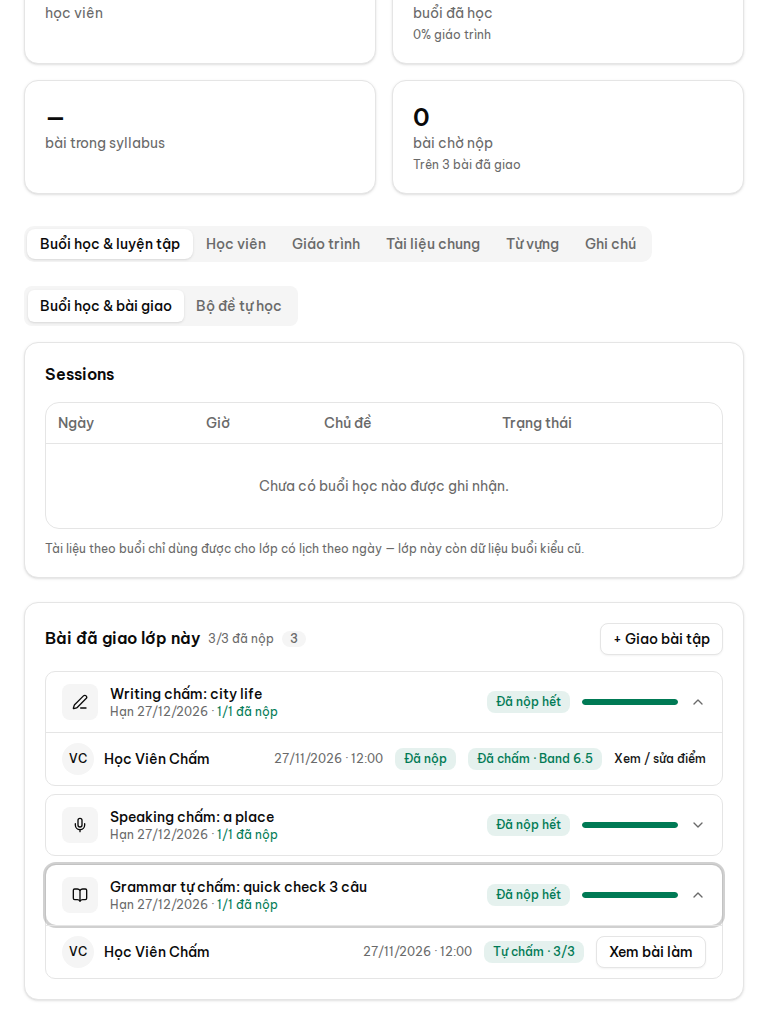 học viên
buổi đã học
0% giáo trình
–
bài trong syllabus
0
bài chờ nộp
Trên 3 bài đã giao
Buổi học & luyện tập Học viên Giáo trình Tài liệu chung Từ vựng Ghi chú
Buổi học & bài giao Bộ đề tự học
Sessions
Ngày Giờ Chủ đề Trạng thái
Chưa có buổi học nào được ghi nhận.
Tài liệu theo buổi chỉ dùng được cho lớp có lịch theo ngày — lớp này còn dữ liệu buổi kiểu cũ.
Bài đã giao lớp này 3/3 đã nộp 3 + Giao bài tập
Writing chấm: city life
Hạn 27/12/2026 · 1/1 đã nộp
Đã nộp hết
VC Học Viên Chấm 27/11/2026 · 12:00 Đã nộp Đã chấm · Band 6.5 Xem / sửa điểm
Speaking chấm: a place
Hạn 27/12/2026 · 1/1 đã nộp
Đã nộp hết
Grammar tự chấm: quick check 3 câu
Hạn 27/12/2026 · 1/1 đã nộp
Đã nộp hết
VC Học Viên Chấm 27/11/2026 · 12:00 Tự chấm · 3/3 Xem bài làm